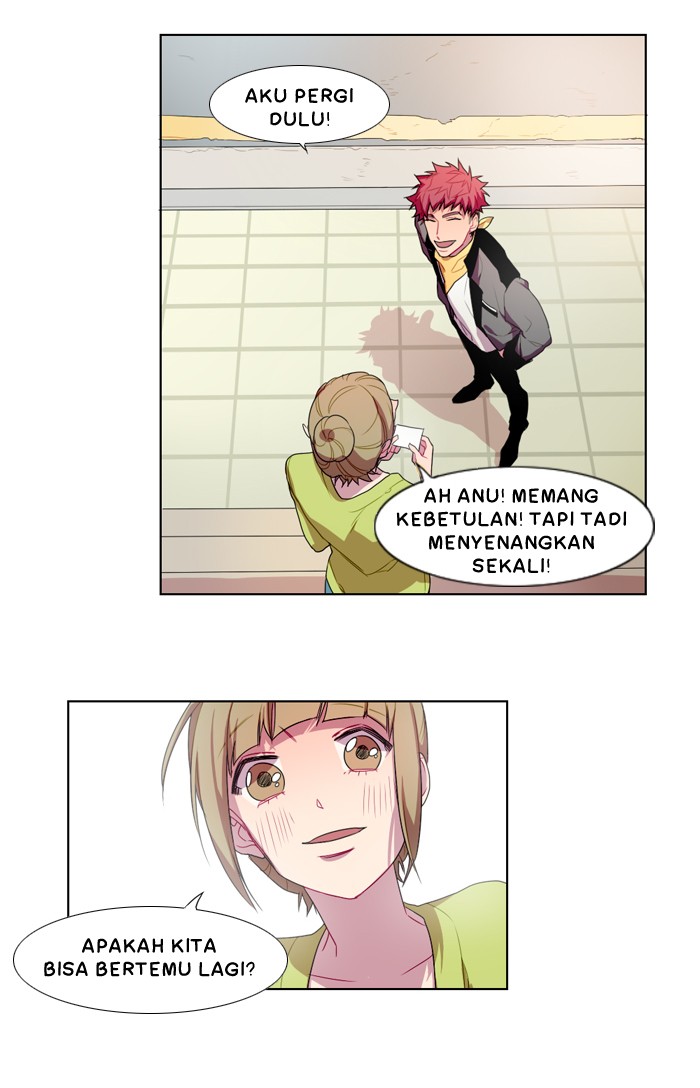 AKU PERGI
DULU!
AH ANU! MEMANG
KEBETULAN! TAPI TADI
MENYENANGKAN
SEKALI!
APAKAH KITA
BISA BERTEMU LAGI?